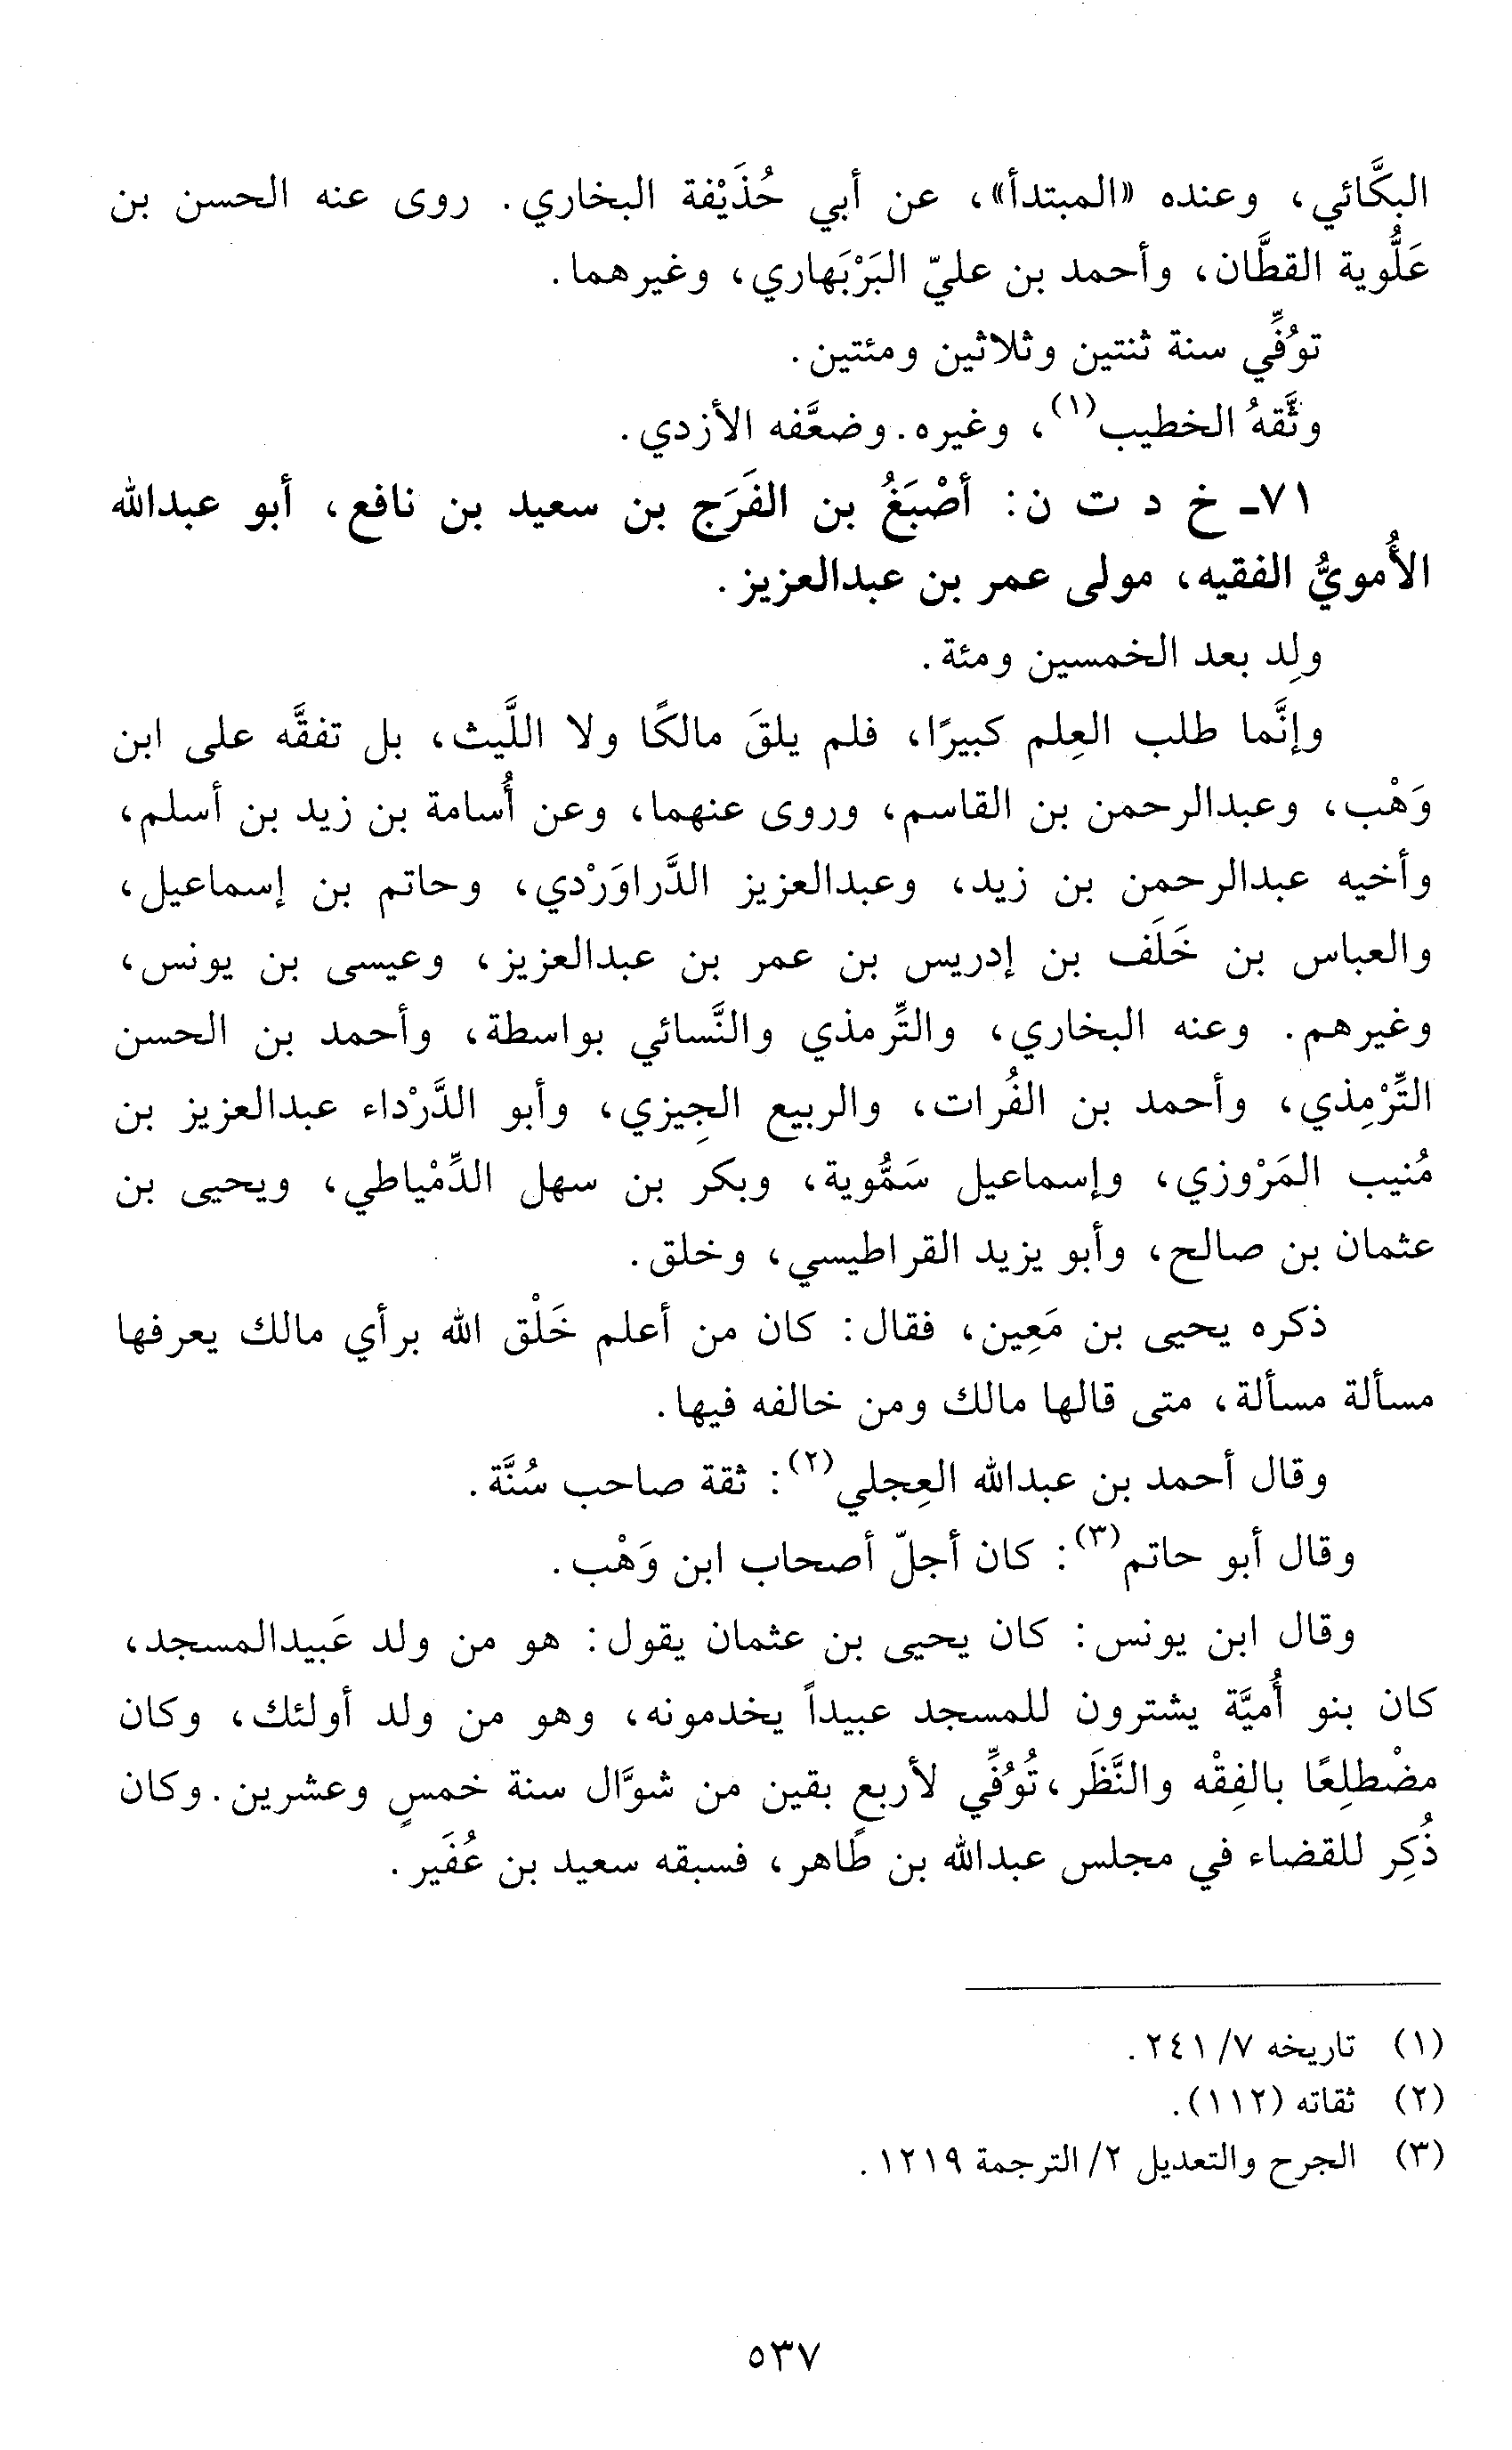 البكَّائي، وعنده «المبتدأ»، عن أبي حُذَيْفة البخاري. روى عنه الحسن بن
عَلُّوية القطَّان، وأحمد بن عليّ البَرْبَهاري، وغيرهما.
توُفِّي سنة ثنتين وثلاثين ومئتين.
وثَّقهُ الخطيب(١)، وغيره. وضعَّفه الأزدي.
٧١ـ خ د ت ن: أصْبَغُ بن الفَرَج بن سعيد بن نافع، أبو عبدالله
الأُمويُّ الفقيه، مولى عمر بن عبدالعزيز.
ولِد بعد الخمسين ومئة.
وإنَّما طلب العِلم كبيرًا، فلم يلقَ مالكًا ولا اللَّيث، بل تفقَّه على ابن
وَهْب، وعبدالرحمن بن القاسم، وروى عنهما، وعن أُسامة بن زيد بن أسلم،
وأخيه عبدالرحمن بن زيد، وعبدالعزيز الدَّراوَرْدي، وحاتم بن إسماعيل،
والعباس بن خَلَف بن إدريس بن عمر بن عبدالعزيز، وعيسى بن يونس،
وغيرهم. وعنه البخاري، والتِّرمذي والنَّسائي بواسطة، وأحمد بن الحسن
التِّرْمِذي، وأحمد بن الفُرات، والربيع الجِيزي، وأبو الدَّرْداء عبدالعزيز بن
مُنيب المَرْوزي، وإسماعيل سَمُّوية، وبكر بن سهل الدِّمْياطي، ويحيى بن
عثمان بن صالح، وأبو يزيد القراطيسي، وخلق.
ذكره يحيى بن مَعِين، فقال: كان من أعلم خَلْق الله برأي مالك يعرفها
مسألة مسألة، متى قالها مالك ومن خالفه فيها.
وقال أحمد بن عبدالله العِجلي(٢): ثقة صاحب سُنَّة.
وقال أبو حاتم(٣): كان أجلّ أصحاب ابن وَهْب.
وقال ابن يونس: كان يحيى بن عثمان يقول: هو من ولد عَبيدالمسجد،
كان بنو أُميَّة يشترون للمسجد عبيداً يخدمونه، وهو من ولد أولئك، وكان
مضْطلِعًا بالفِقْه والنَّظَر، تُوُفِّي لأربع بقين من شوَّال سنة خمسٍ وعشرين. وكان
ذُكِر للقضاء في مجلس عبدالله بن طاهر، فسبقه سعيد بن عُفَير.
(١) تاريخه ٧/ ٢٤١.
(٢) ثقاته (١١٢).
(٣) الجرح والتعديل ٢/ الترجمة ١٢١٩.
٥٣٧